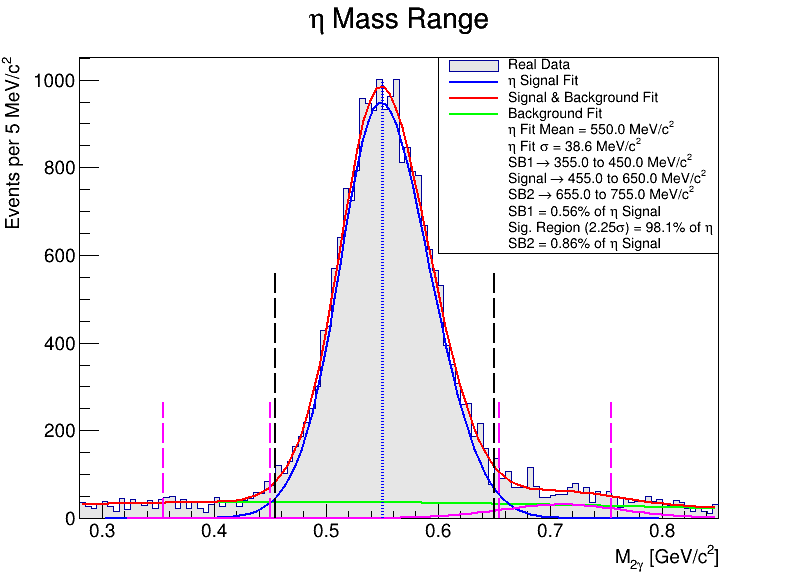 η Mass Range
Events per 5 MeV/c²
1000
800
600
400
200
0
Real Data
η Signal Fit
Signal & Background Fit
Background Fit
η Fit Mean = 550.0 MeV/c²
η Fit σ = 38.6 MeV/c²
SB1 → 355.0 to 450.0 MeV/c²
Signal → 455.0 to 650.0 MeV/c²
SB2 → 655.0 to 755.0 MeV/c²
SB1 = 0.56% of η Signal
Sig. Region (2.25σ) = 98.1% of η
SB2 = 0.86% of η Signal
0.3 0.4 0.5 0.6 0.7 0.8
M₂ᵧ [GeV/c²]